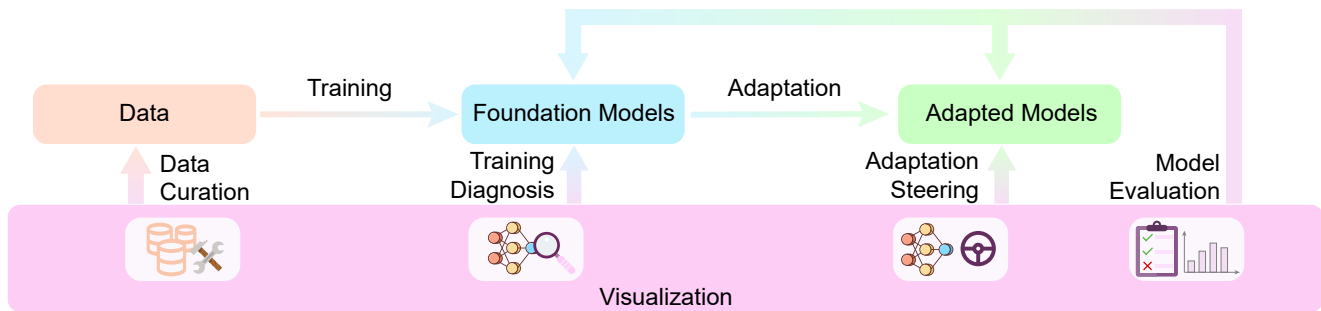 Training
Adaptation
Data
Foundation Models
Adapted Models
Data
Curation
Training
Diagnosis
Adaptation
Steering
Model
Evaluation
Visualization